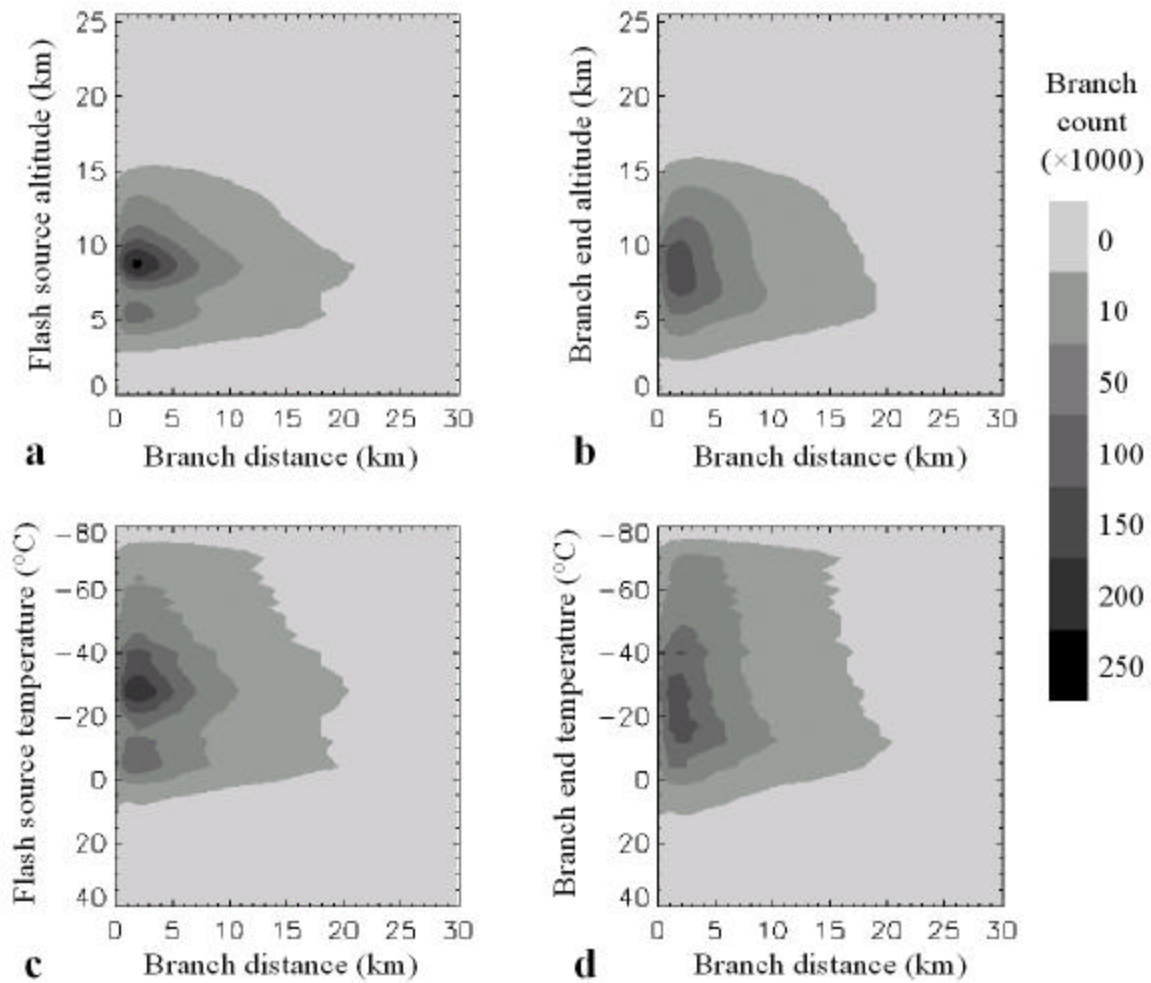 Flash source altitude (km)
25
20
15
10
5
0
0 5 10 15 20 25 30
a Branch distance (km)
Branch end altitude (km)
25
20
15
10
5
0
0 5 10 15 20 25 30
b Branch distance (km)
Branch
count
(×1000)
0
10
50
100
150
200
250
Flash source temperature (°C)
−80
−60
−40
−20
0
20
40
0 5 10 15 20 25 30
c Branch distance (km)
Branch end temperature (°C)
−80
−60
−40
−20
0
20
40
0 5 10 15 20 25 30
d Branch distance (km)